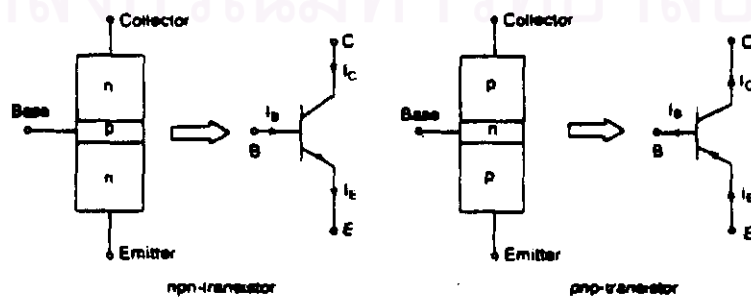 Collector
C
n
I_C
Base
p
I_B
B
n
I_E
E
Emitter
npn-transistor
Collector
C
p
I_C
Base
n
I_B
B
p
I_E
E
Emitter
pnp-transistor